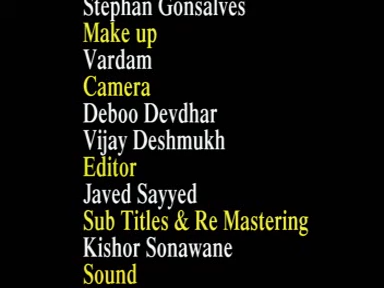 Stephan Gonsalves
Make up
Vardam
Camera
Deboo Devdhar
Vijay Deshmukh
Editor
Javed Sayyed
Sub Titles & Re Mastering
Kishor Sonawane
Sound